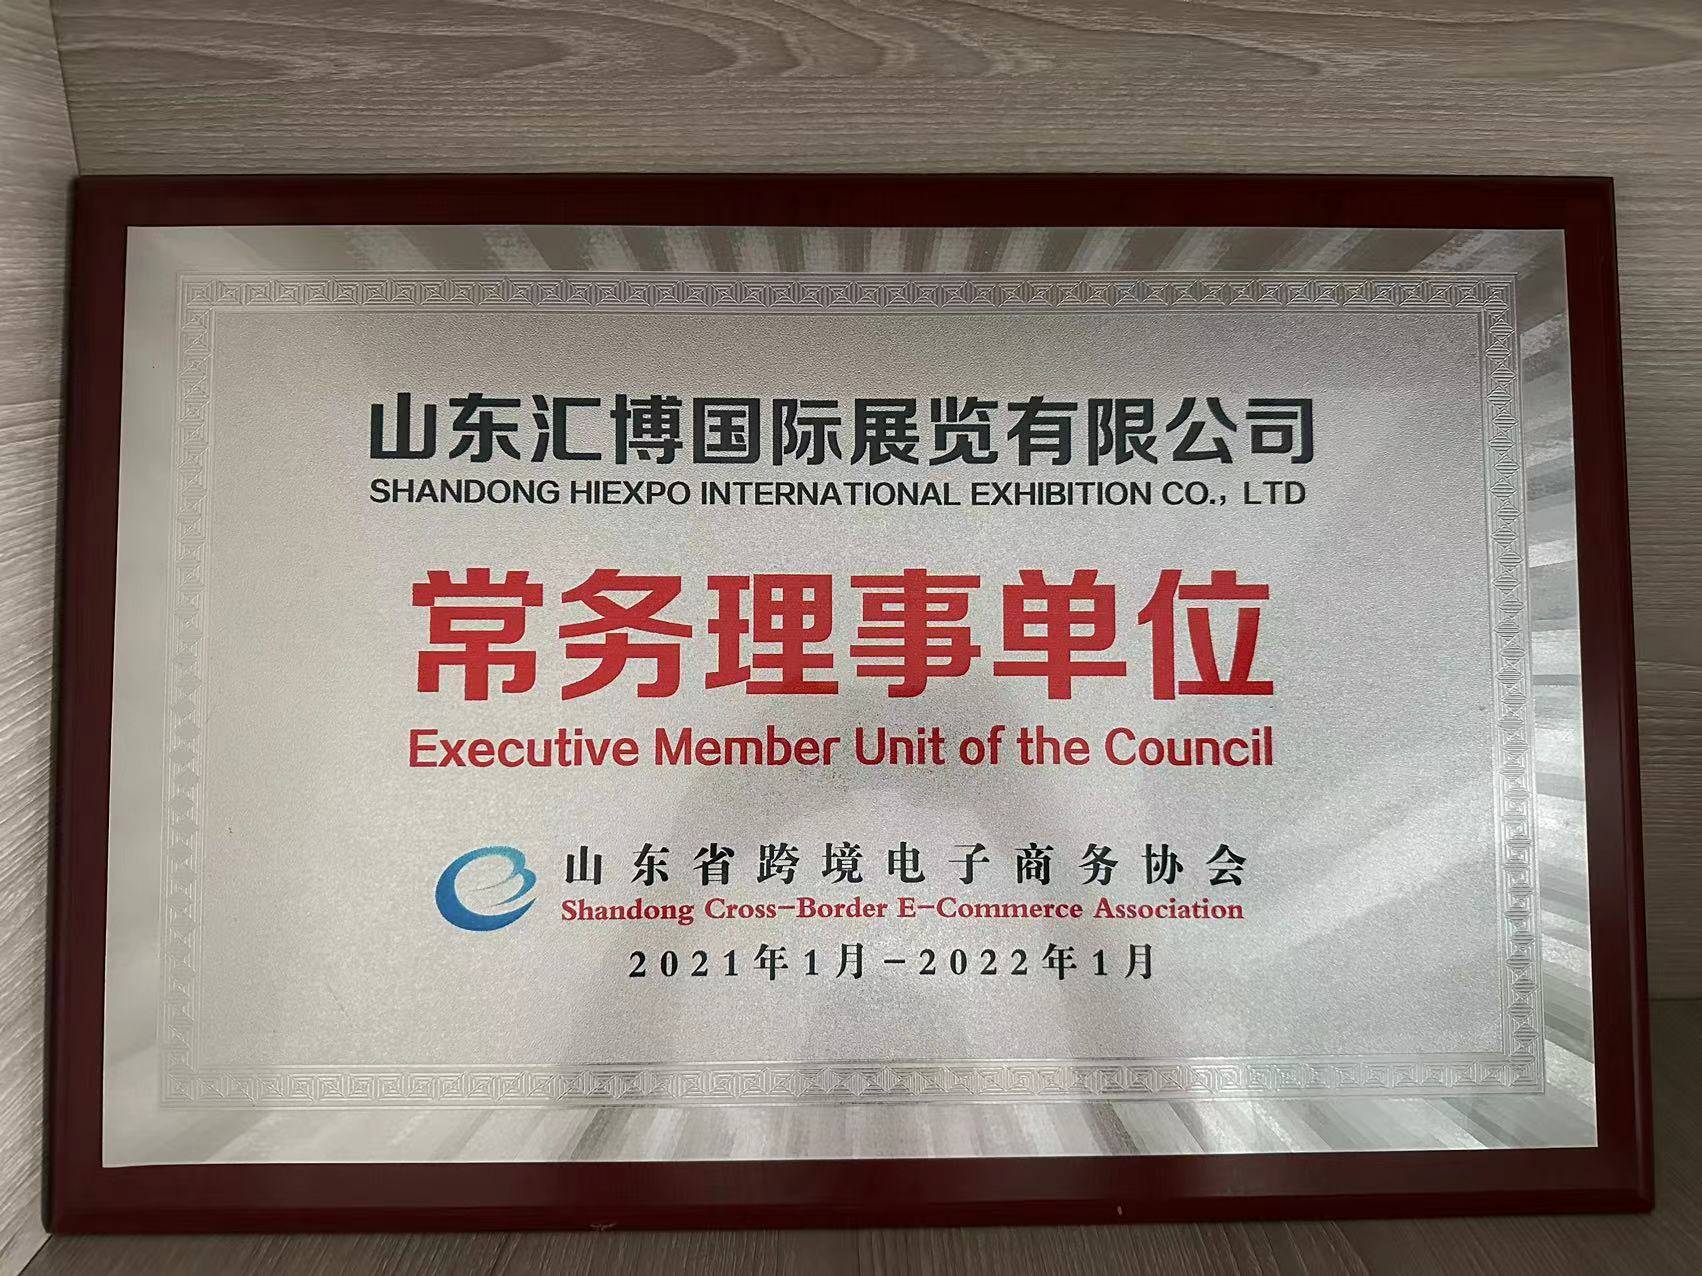 山东汇博国际展览有限公司
SHANDONG HIEXPO INTERNATIONAL EXHIBITION CO., LTD
常务理事单位
Executive Member Unit of the Council
山东省跨境电子商务协会
Shandong Cross-Border E-Commerce Association
2021年1月-2022年1月